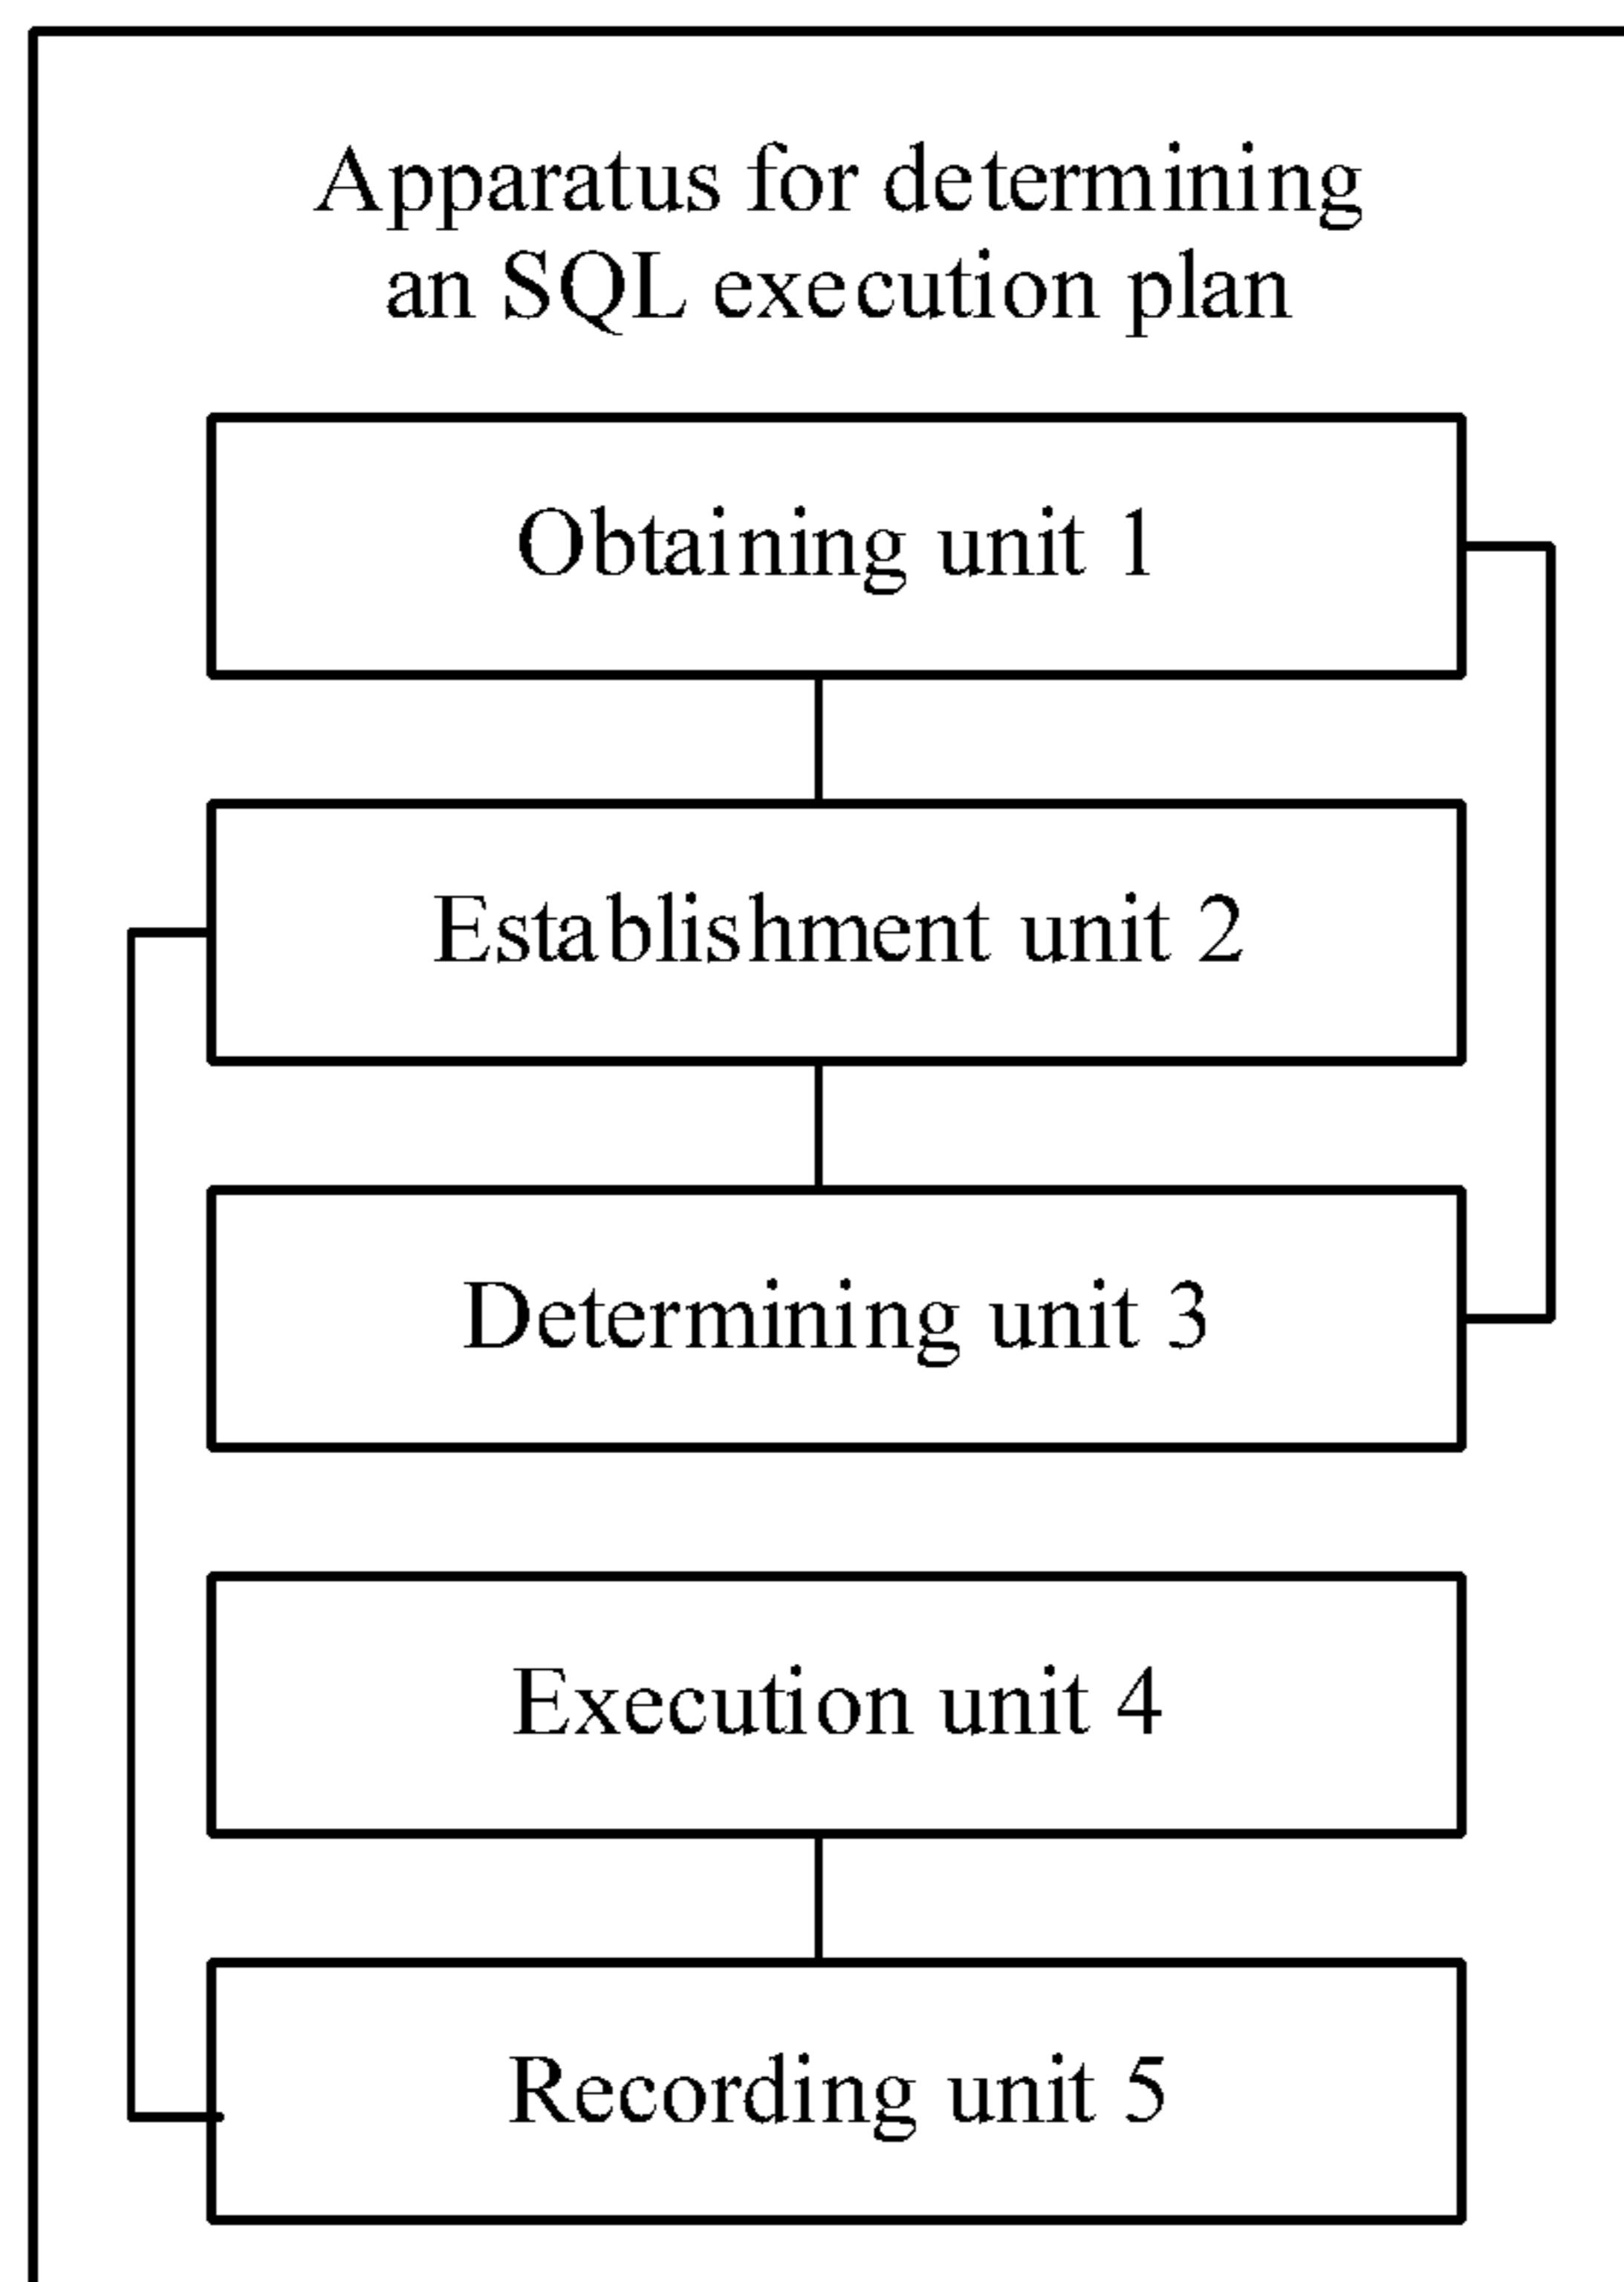 Apparatus for determining
an SQL execution plan
Obtaining unit 1
Establishment unit 2
Determining unit 3
Execution unit 4
Recording unit 5